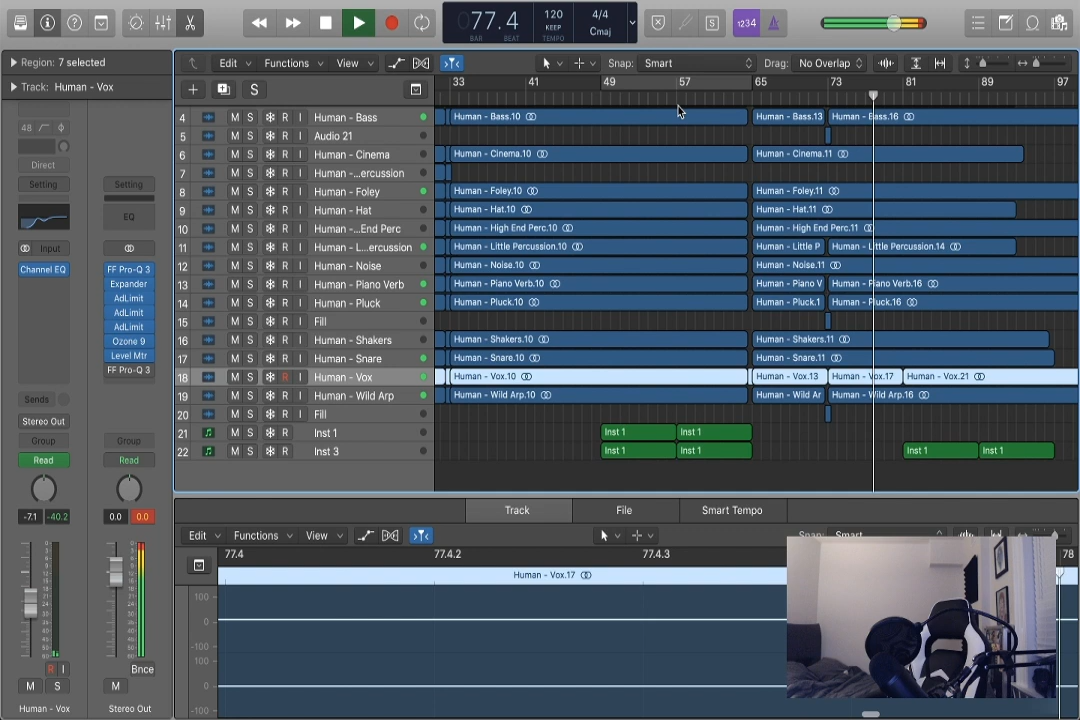 77.4
BAR
BEAT
120
KEEP
TEMPO
4/4
Cmaj
1234
Region: 7 selected
Track: Human - Vox
Edit Functions View Snap: Smart Drag: No Overlap
S
33 41 49 57 65 73 81 89 97
4 M S R I Human - Bass Human - Bass.10 Human - Bass.13 Human - Bass.16
5 M S R I Audio 21
6 M S R I Human - Cinema Human - Cinema.10 Human - Cinema.11
7 M S R I Human -...ercussion
8 M S R I Human - Foley Human - Foley.10 Human - Foley.11
9 M S R I Human - Hat Human - Hat.10 Human - Hat.11
10 M S R I Human -...End Perc Human - High End Perc.10 Human - High End Perc.11
11 M S R I Human - L...ercussion Human - Little Percussion.10 Human - Little P Human - Little Percussion.14
12 M S R I Human - Noise Human - Noise.10 Human - Noise.11
13 M S R I Human - Piano Verb Human - Piano Verb.10 Human - Piano V Human - Piano Verb.16
14 M S R I Human - Pluck Human - Pluck.10 Human - Pluck.1 Human - Pluck.16
15 M S R I Fill
16 M S R I Human - Shakers Human - Shakers.10 Human - Shakers.11
17 M S R I Human - Snare Human - Snare.10 Human - Snare.11
18 M S R I Human - Vox Human - Vox.10 Human - Vox.13 Human - Vox.17 Human - Vox.21
19 M S R I Human - Wild Arp Human - Wild Arp.10 Human - Wild Ar Human - Wild Arp.16
20 M S R I Fill
21 M S R Inst 1 Inst 1 Inst 1
22 M S R Inst 3 Inst 1 Inst 1 Inst 1 Inst 1
48
Direct
Setting Setting
EQ
Input
Channel EQ FF Pro-Q 3
Expander
AdLimit
AdLimit
AdLimit
Ozone 9
Level Mtr
FF Pro-Q 3
Sends
Stereo Out
Group Group
Read Read
-7.1 -40.2 0.0 0.0
R I Bnce
M S M
Human - Vox Stereo Out
Track File Smart Tempo
Edit Functions View Snap: Smart
77.4 77.4.2 77.4.3 78
Human - Vox.17
100
0
-100
100
0
-100